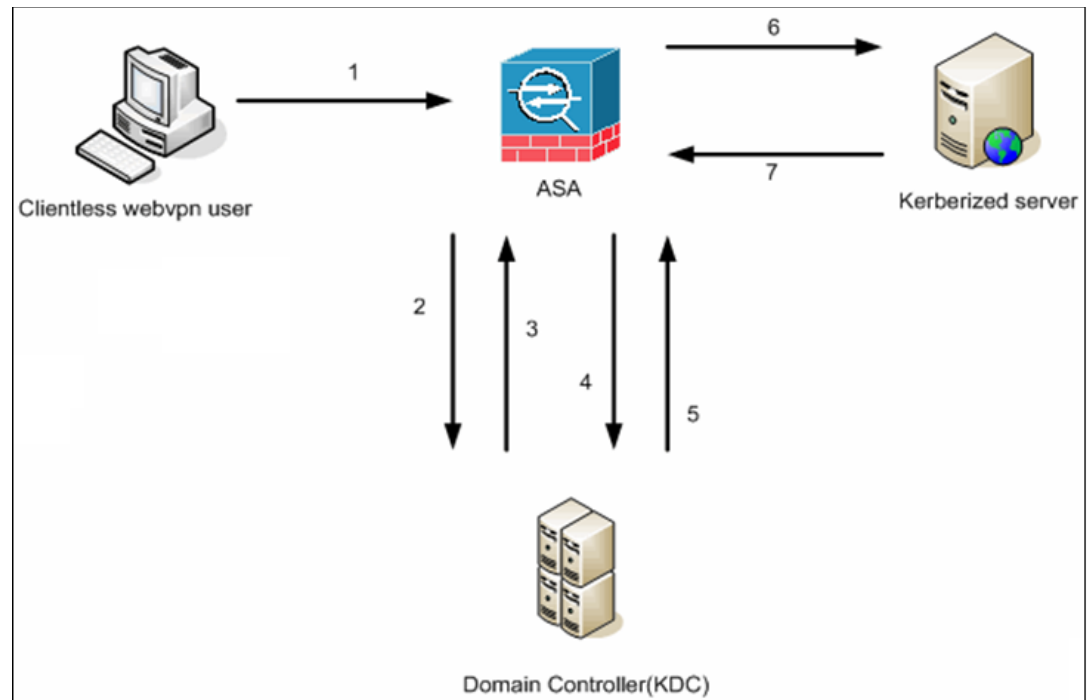 6
1
ASA
7
Clientless webvpn user
Kerberized server
2
3
4
5
Domain Controller(KDC)